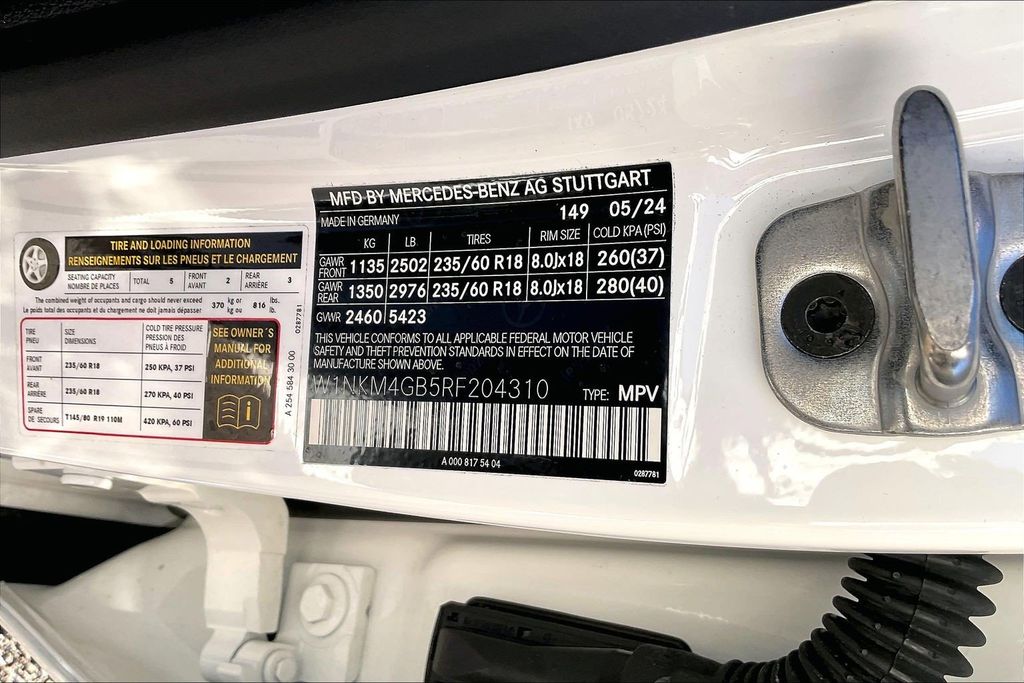 TIRE AND LOADING INFORMATION
RENSEIGNEMENTS SUR LES PNEUS ET LE CHARGEMENT
SEATING CAPACITY TOTAL 5 FRONT 2 REAR 3
NOMBRE DE PLACES AVANT ARRIÈRE
The combined weight of occupants and cargo should never exceed 370 kg or 816 lbs.
Le poids total des occupants et du chargement ne doit jamais dépasser kg ou lb.
TIRE SIZE COLD TIRE PRESSURE
PNEU DIMENSIONS PRESSION DES
PNEUS À FROID
FRONT 235/60 R18 250 KPA, 37 PSI
AVANT
REAR 235/60 R18 270 KPA, 40 PSI
ARRIÈRE
SPARE T145/80 R19 110M 420 KPA, 60 PSI
DE SECOURS
SEE OWNER´S
MANUAL FOR
ADDITIONAL
INFORMATION
i
A 254 584 30 00
0287781
MFD BY MERCEDES-BENZ AG STUTTGART
MADE IN GERMANY 149 05/24
KG LB TIRES RIM SIZE COLD KPA (PSI)
GAWR FRONT 1135 2502 235/60 R18 8.0Jx18 260(37)
GAWR REAR 1350 2976 235/60 R18 8.0Jx18 280(40)
GVWR 2460 5423
THIS VEHICLE CONFORMS TO ALL APPLICABLE FEDERAL MOTOR VEHICLE
SAFETY AND THEFT PREVENTION STANDARDS IN EFFECT ON THE DATE OF
MANUFACTURE SHOWN ABOVE.
W1NKM4GB5RF204310 TYPE: MPV
A 000 817 54 04
0287781